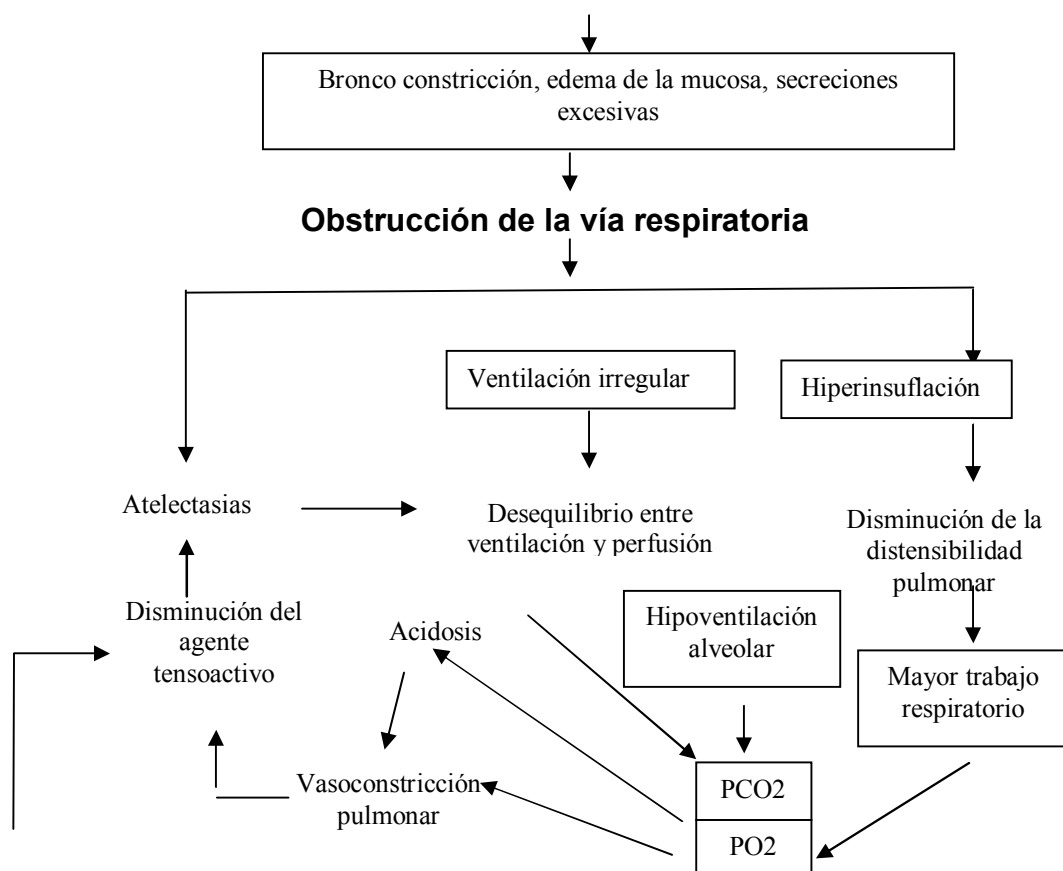 Bronco constricción, edema de la mucosa, secreciones
excesivas
Obstrucción de la vía respiratoria
Ventilación irregular
Hiperinsuflación
Atelectasias
Desequilibrio entre
ventilación y perfusión
Disminución de la
distensibilidad
pulmonar
Disminución del
agente
tensoactivo
Acidosis
Hipoventilación
alveolar
Mayor trabajo
respiratorio
Vasoconstricción
pulmonar
PCO2
PO2